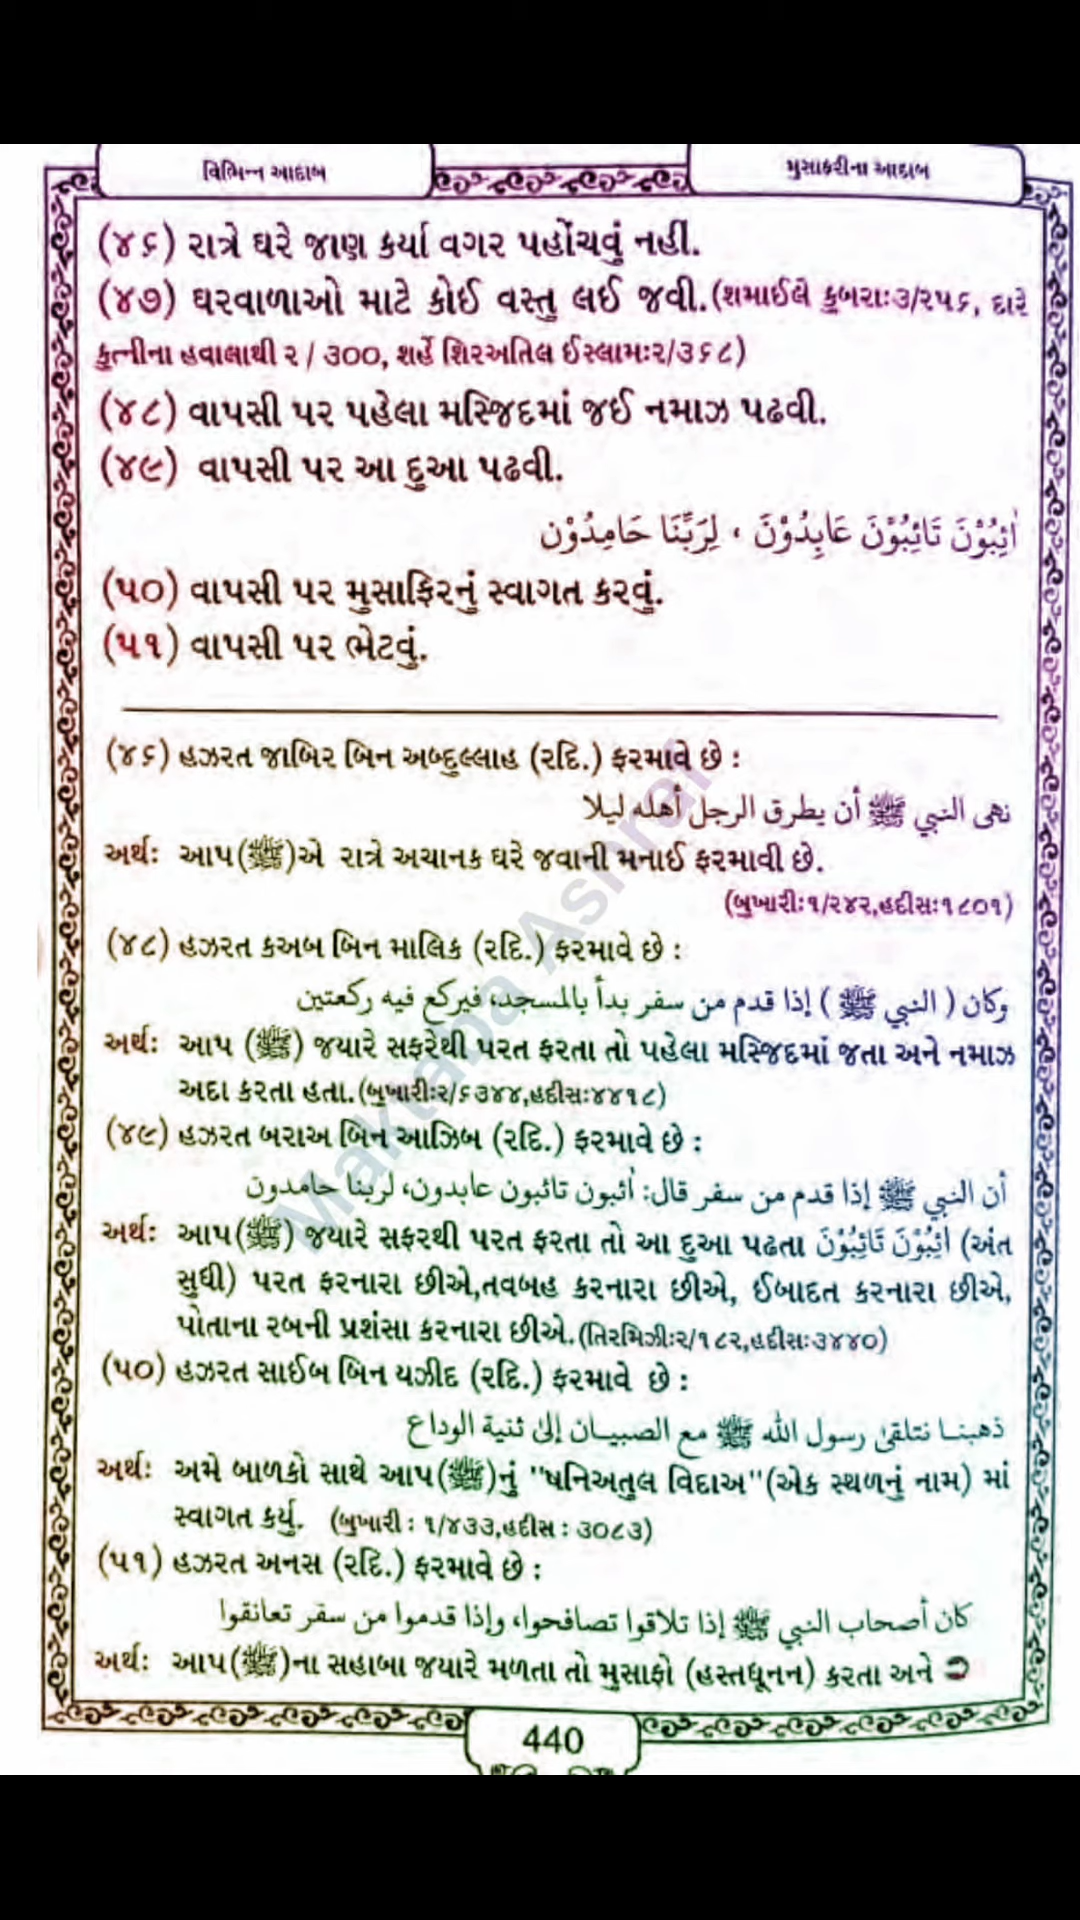 વિભિન્ન આદાબ
મુસાફરીના આદાબ
(૪૬) રાત્રે ઘરે જાણ કર્યા વગર પહોંચવું નહીં.
(૪૭) ઘરવાળાઓ માટે કોઈ વસ્તુ લઈ જવી.(શમાઈલે કુબરાઃ૩/૨૫૬, દારે
કુત્નીના હવાલાથી ૨ / ૩૦૦, શર્હે શિરઅતિલ ઈસ્લામઃ૨/૩૬૮)
(૪૮) વાપસી પર પહેલા મસ્જિદમાં જઈ નમાઝ પઢવી.
(૪૯) વાપસી પર આ દુઆ પઢવી.
اٰئِبُوْنَ تَائِبُوْنَ عَابِدُوْنَ ، لِرَبِّنَا حَامِدُوْن
(૫૦) વાપસી પર મુસાફિરનું સ્વાગત કરવું.
(૫૧) વાપસી પર ભેટવું.
(૪૬) હઝરત જાબિર બિન અબ્દુલ્લાહ (રદિ.) ફરમાવે છે :
نهى النبي ﷺ أن يطرق الرجل أهله ليلا
અર્થઃ આપ(ﷺ)એ રાત્રે અચાનક ઘરે જવાની મનાઈ ફરમાવી છે.
(બુખારીઃ૧/૨૪૨,હદીસઃ૧૮૦૧)
(૪૮) હઝરત કઅબ બિન માલિક (રદિ.) ફરમાવે છે :
وكان ( النبي ﷺ ) إذا قدم من سفر بدأ بالمسجد، فيركع فيه ركعتين
અર્થઃ આપ (ﷺ) જયારે સફરેથી પરત ફરતા તો પહેલા મસ્જિદમાં જતા અને નમાઝ
અદા કરતા હતા.(બુખારીઃ૨/૬૩૪૪,હદીસઃ૪૪૧૮)
(૪૯) હઝરત બરાઅ બિન આઝિબ (રદિ.) ફરમાવે છે :
أن النبي ﷺ إذا قدم من سفر قال: اٰئبون تائبون عابدون، لربنا حامدون
અર્થઃ આપ(ﷺ) જયારે સફરથી પરત ફરતા તો આ દુઆ પઢતા اٰئِبُوْنَ تَائِبُوْنَ (અંત
સુધી) પરત ફરનારા છીએ,તવબહ કરનારા છીએ, ઈબાદત કરનારા છીએ,
પોતાના રબની પ્રશંસા કરનારા છીએ.(તિરમિઝીઃ૨/૧૮૨,હદીસઃ૩૪૪૦)
(૫૦) હઝરત સાઈબ બિન યઝીદ (રદિ.) ફરમાવે છે :
ذهبنا نتلقىٰ رسول الله ﷺ مع الصبيان إلىٰ ثنية الوداع
અર્થઃ અમે બાળકો સાથે આપ(ﷺ)નું "ષનિઅતુલ વિદાઅ"(એક સ્થળનું નામ) માં
સ્વાગત કર્યુ. (બુખારી : ૧/૪૩૩,હદીસ : ૩૦૮૩)
(૫૧) હઝરત અનસ (રદિ.) ફરમાવે છે :
كان أصحاب النبي ﷺ إذا تلاقوا تصافحوا، وإذا قدموا من سفر تعانقوا
અર્થઃ આપ(ﷺ)ના સહાબા જયારે મળતા તો મુસાફો (હસ્તધૂનન) કરતા અને ➲
440
Maktaba Ashraf